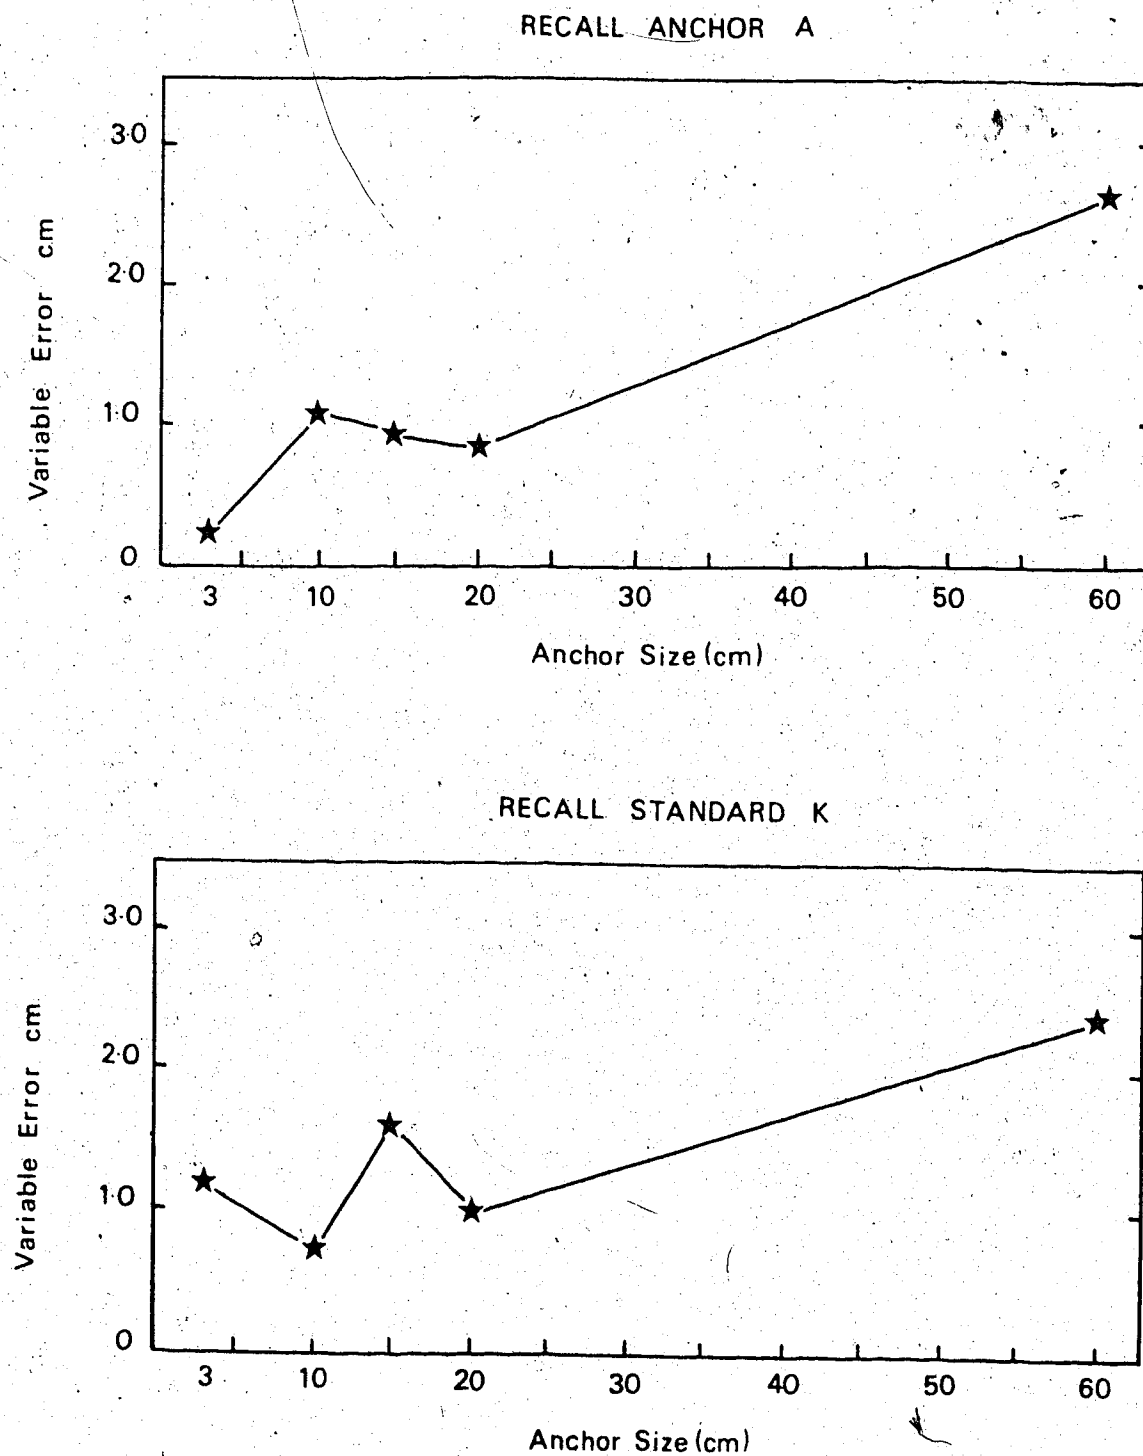 RECALL ANCHOR A
Variable Error cm
3·0
2·0
1·0
0
3 10 20 30 40 50 60
Anchor Size (cm)
RECALL STANDARD K
Variable Error cm
3·0
2·0
1·0
0
3 10 20 30 40 50 60
Anchor Size (cm)